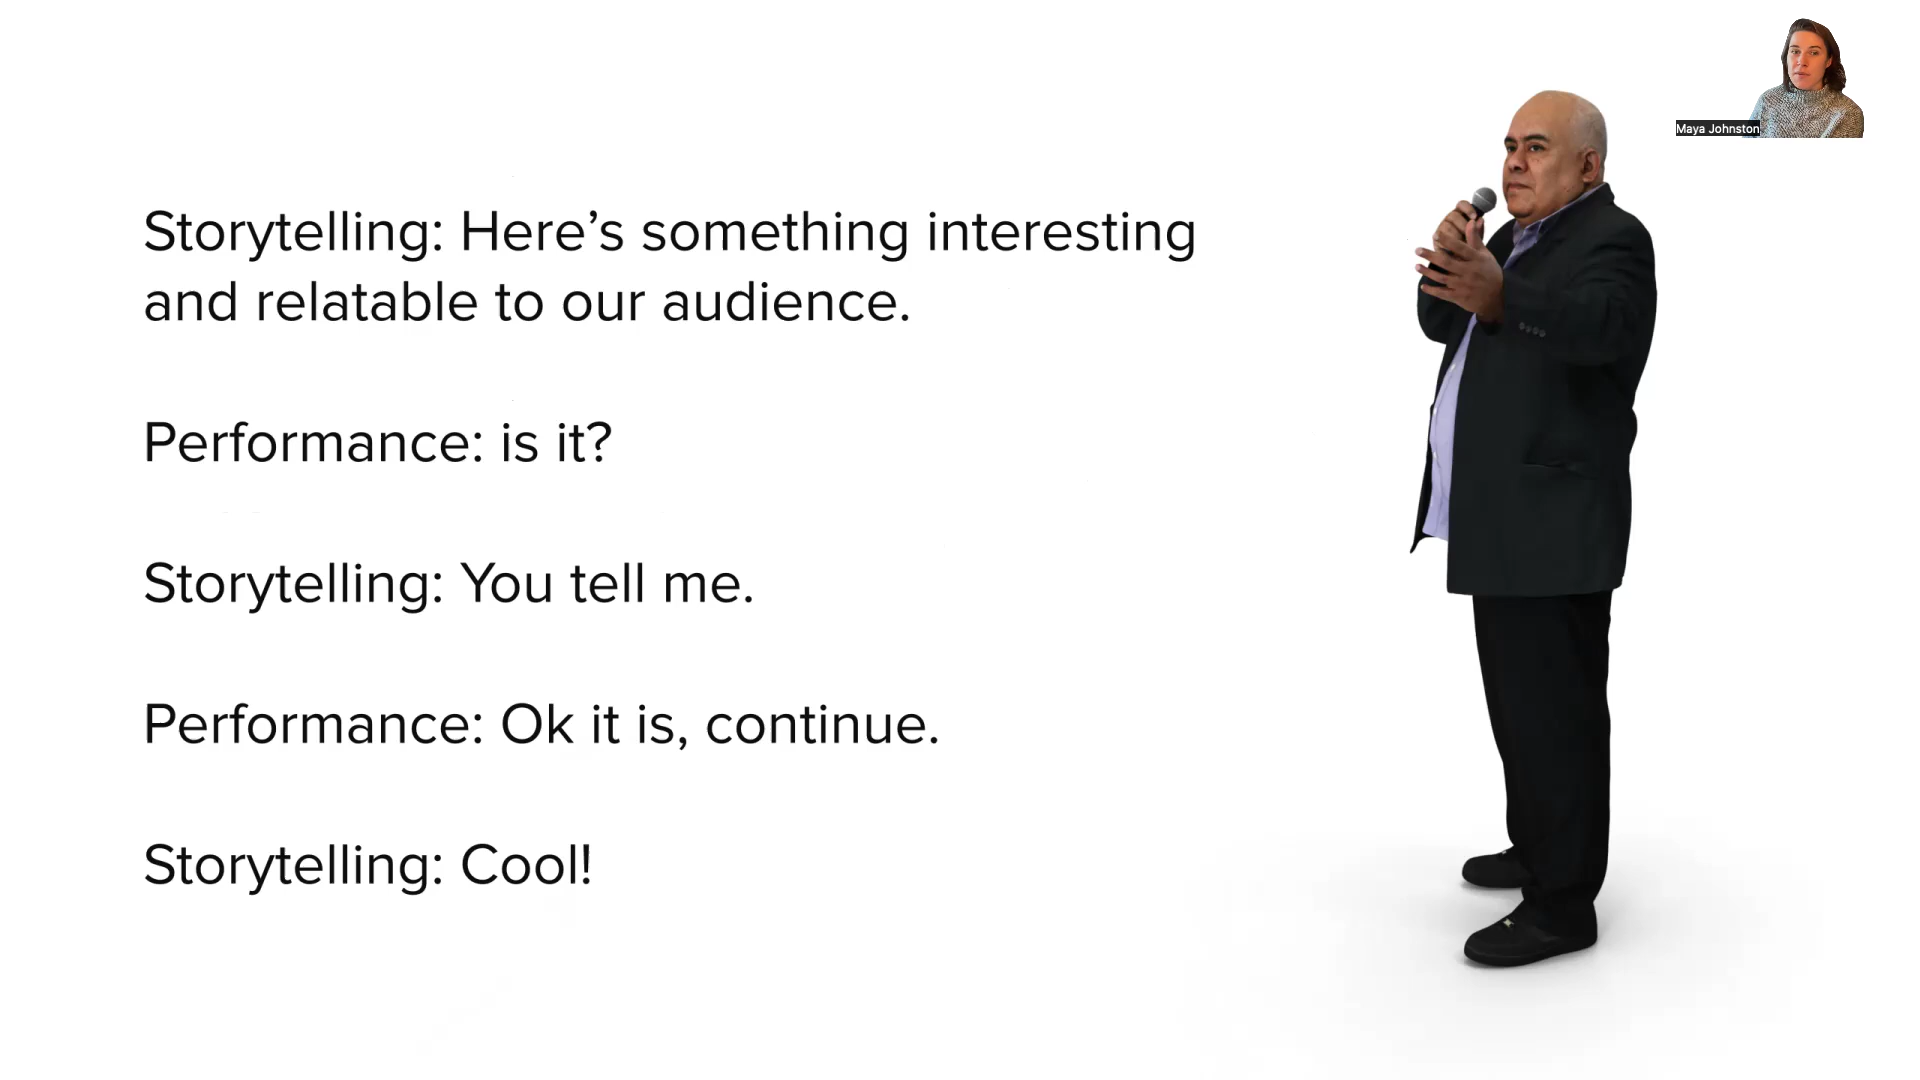 Maya Johnston
Storytelling: Here’s something interesting
and relatable to our audience.
Performance: is it?
Storytelling: You tell me.
Performance: Ok it is, continue.
Storytelling: Cool!